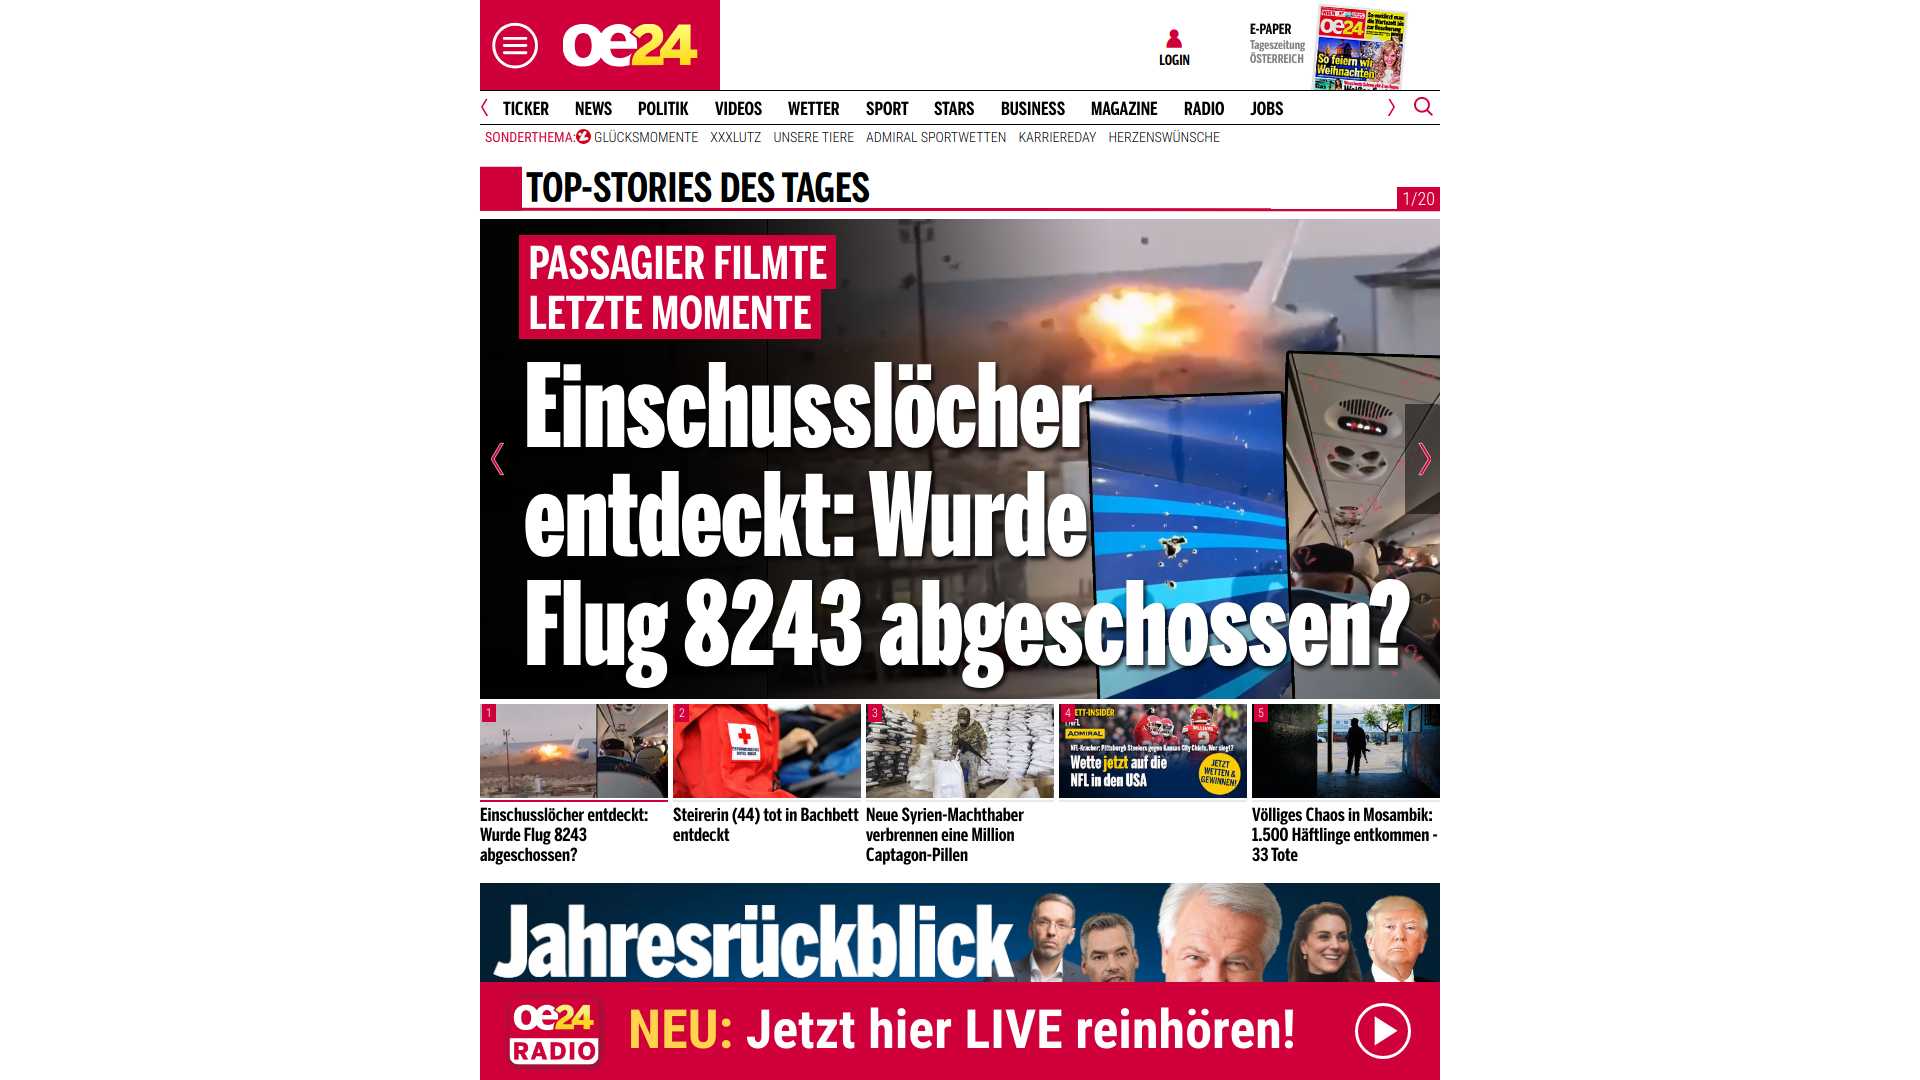 oe24
LOGIN
E-PAPER
Tageszeitung
ÖSTERREICH
oe24
So feiern wir
Weihnachten
TICKER NEWS POLITIK VIDEOS WETTER SPORT STARS BUSINESS MAGAZINE RADIO JOBS
SONDERTHEMA: GLÜCKSMOMENTE XXXLUTZ UNSERE TIERE ADMIRAL SPORTWETTEN KARRIEREDAY HERZENSWÜNSCHE
TOP-STORIES DES TAGES
1/20
PASSAGIER FILMTE
LETZTE MOMENTE
Einschusslöcher
entdeckt: Wurde
Flug 8243 abgeschossen?
1
2
3
4
5
ADMIRAL
NFL-Kracher: Pittsburgh Steelers gegen Kansas City Chiefs. Wer siegt?
Wette jetzt auf die
NFL in den USA
JETZT
WETTEN &
GEWINNEN!
Einschusslöcher entdeckt:
Wurde Flug 8243
abgeschossen?
Steirerin (44) tot in Bachbett
entdeckt
Neue Syrien-Machthaber
verbrennen eine Million
Captagon-Pillen
Völliges Chaos in Mosambik:
1.500 Häftlinge entkommen -
33 Tote
Jahresrückblick
oe24
RADIO
NEU: Jetzt hier LIVE reinhören!